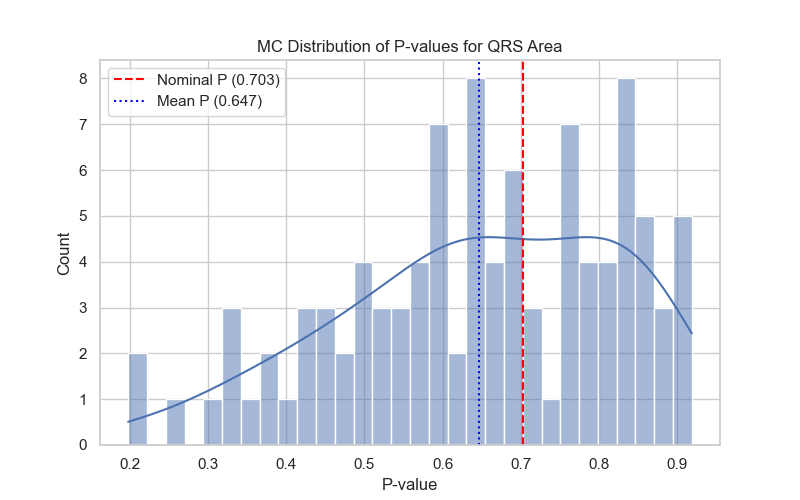 MC Distribution of P-values for QRS Area
Nominal P (0.703)
Mean P (0.647)
Count
8
7
6
5
4
3
2
1
0
0.2 0.3 0.4 0.5 0.6 0.7 0.8 0.9
P-value